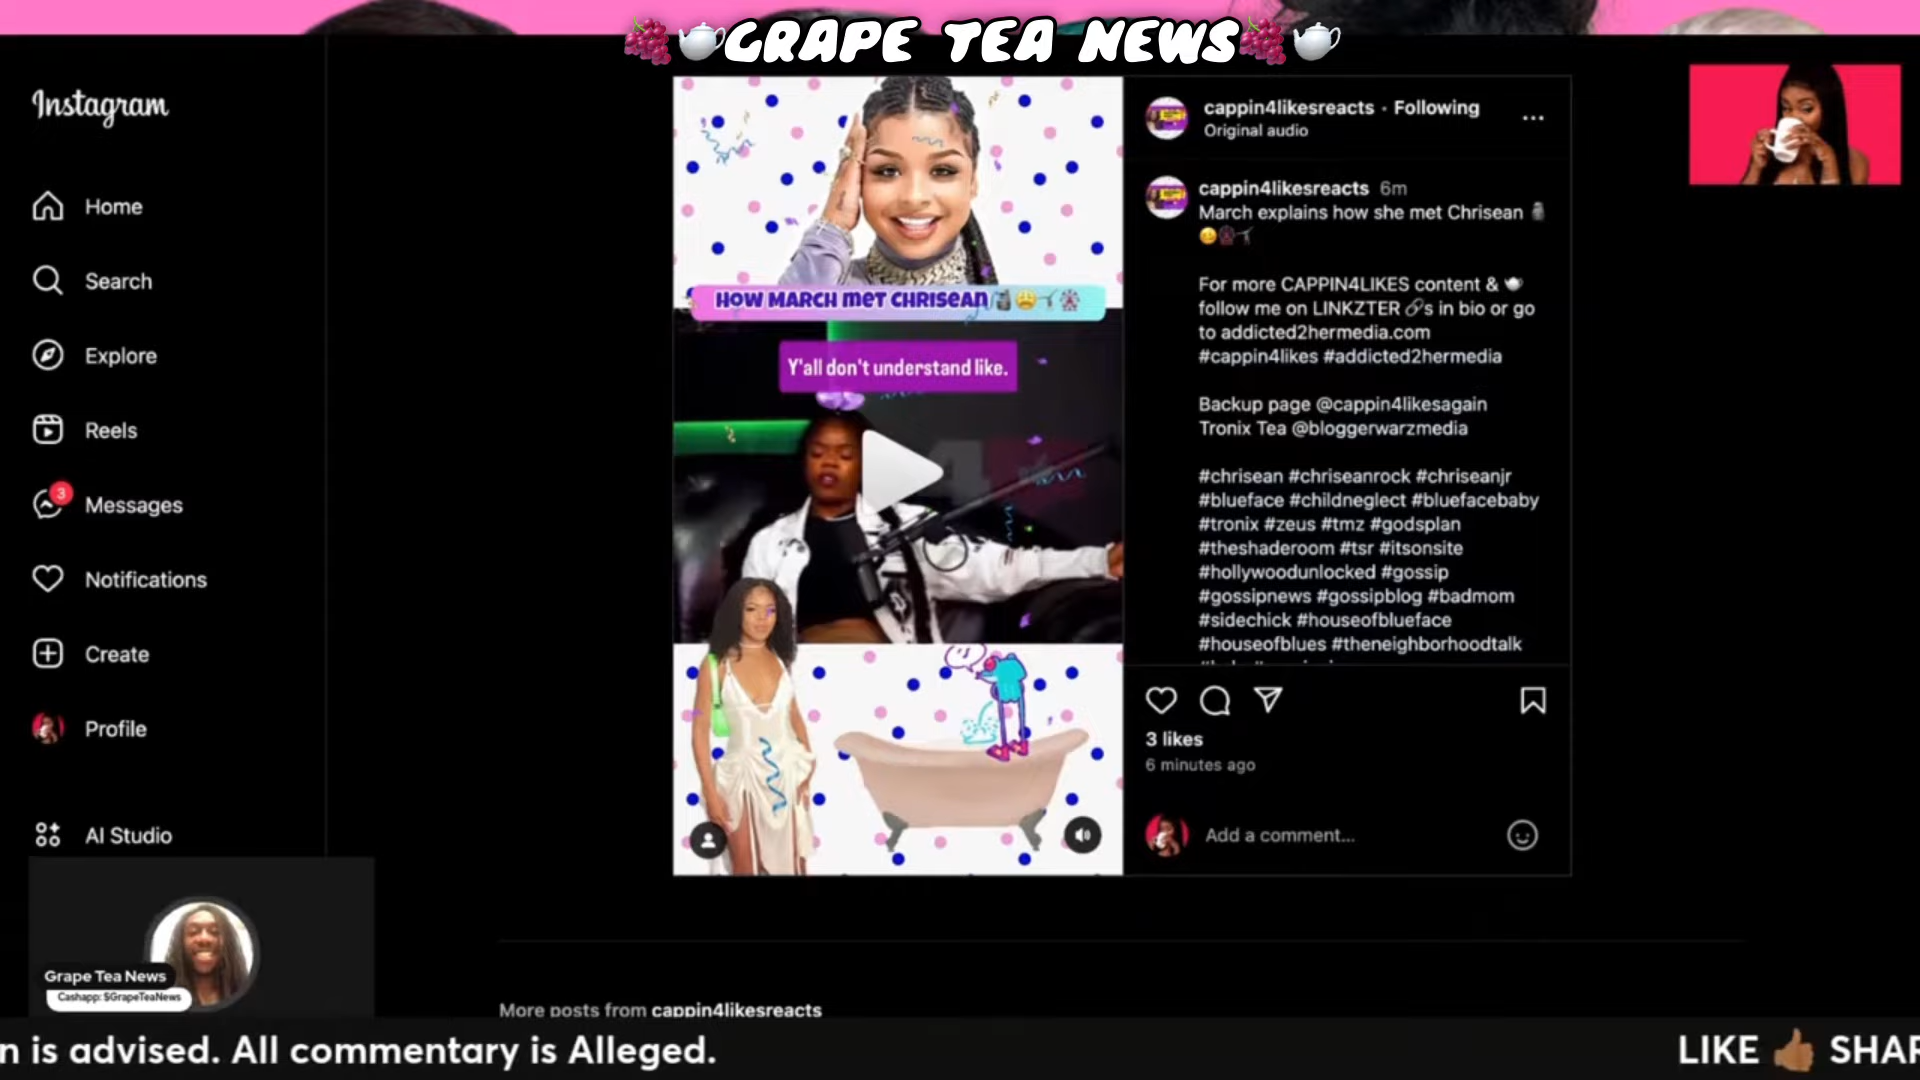 GRAPE TEA NEWS
Instagram
Home
Search
Explore
Reels
3
Messages
Notifications
Create
Profile
AI Studio
HOW MARCH MET CHRISEAN
Y'all don't understand like.
cappin4likesreacts • Following
Original audio
cappin4likesreacts 6m
March explains how she met Chrisean
For more CAPPIN4LIKES content &
follow me on LINKZTER 🔗s in bio or go
to addicted2hermedia.com
#cappin4likes #addicted2hermedia
Backup page @cappin4likesagain
Tronix Tea @bloggerwarzmedia
#chrisean #chriseanrock #chriseanjr
#blueface #childneglect #bluefacebaby
#tronix #zeus #tmz #godsplan
#theshaderoom #tsr #itsonsite
#hollywoodunlocked #gossip
#gossipnews #gossipblog #badmom
#sidechick #houseofblueface
#houseofblues #theneighborhoodtalk
3 likes
6 minutes ago
Add a comment...
Grape Tea News
Cashapp: $GrapeTeaNews
More posts from cappin4likesreacts
n is advised. All commentary is Alleged.
LIKE 👍🏾 SHAR